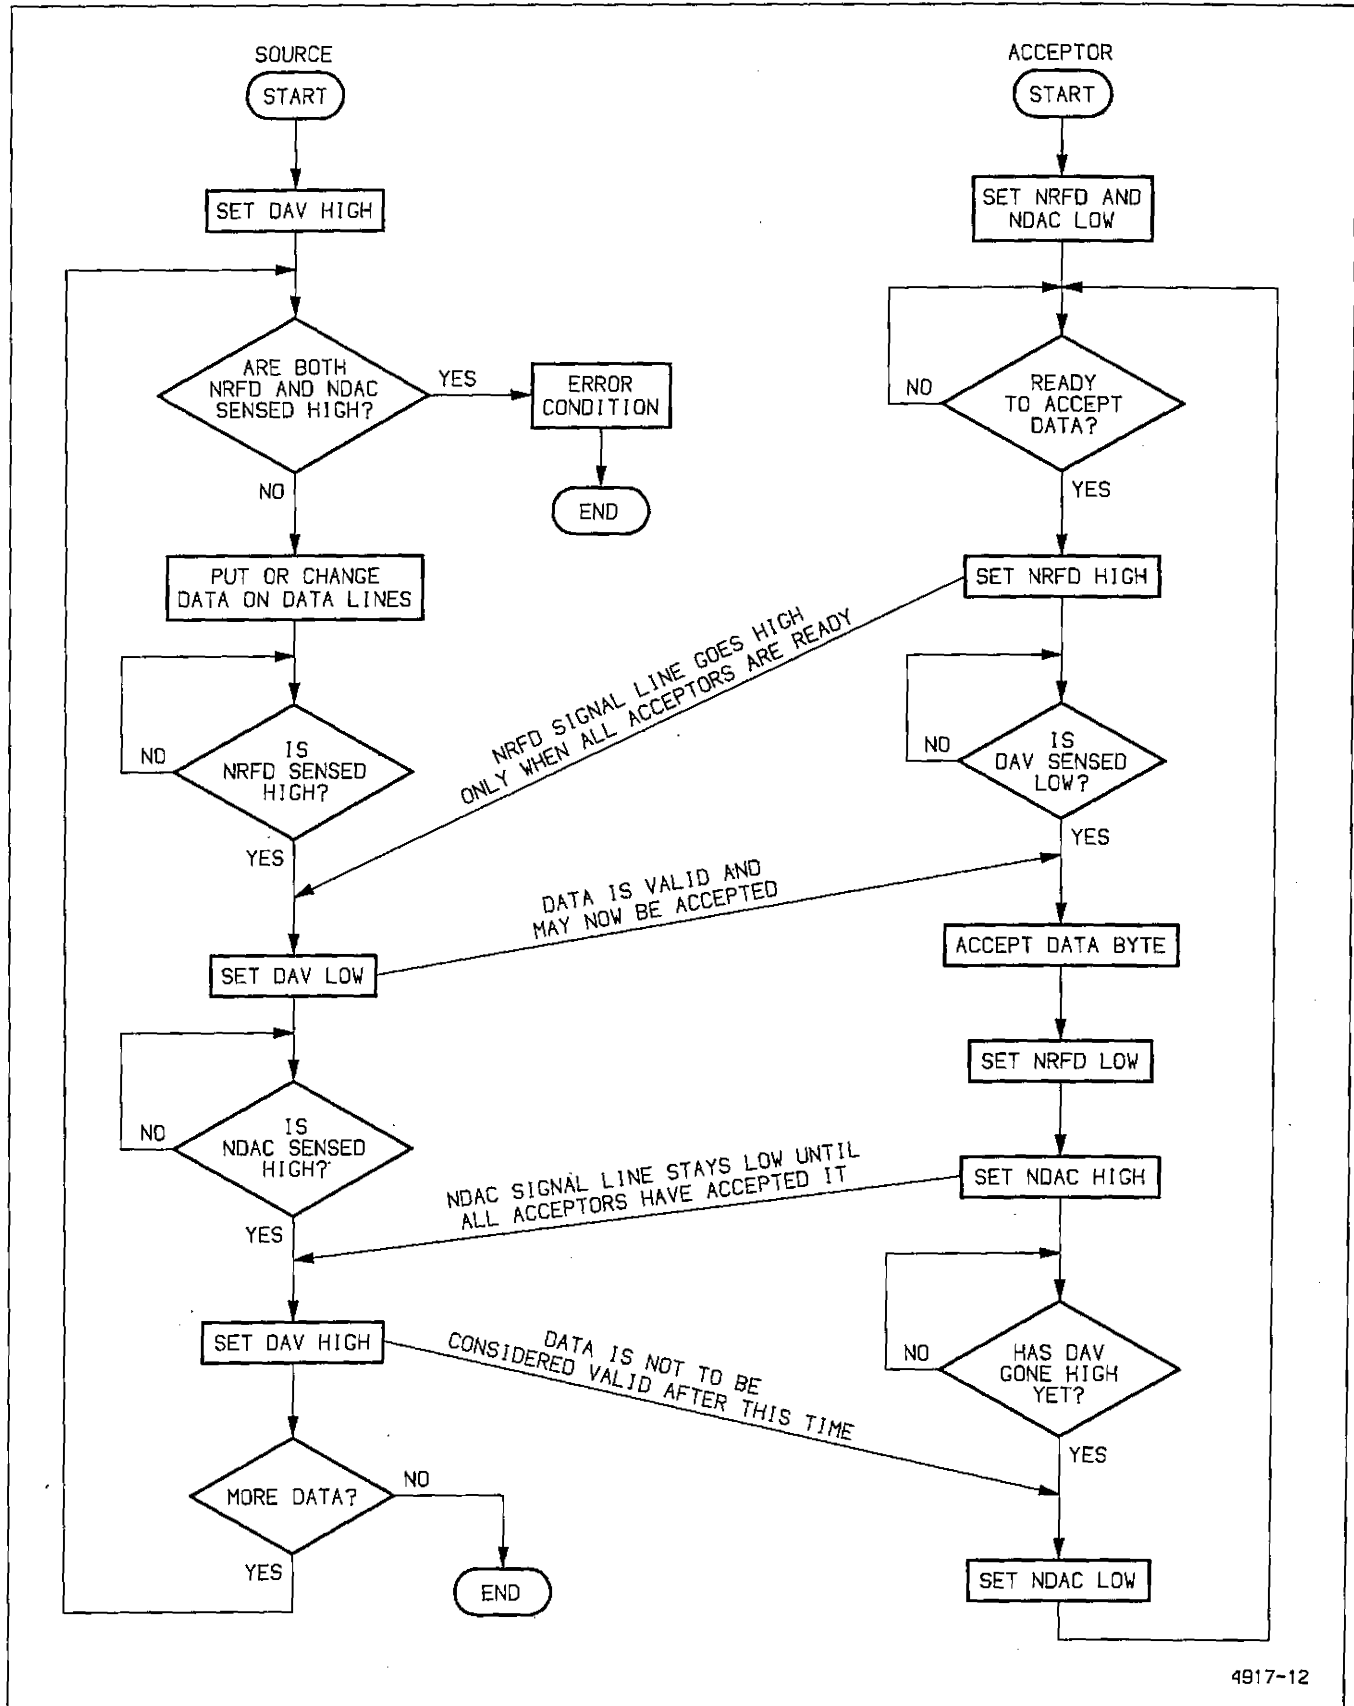 SOURCE
START
SET DAV HIGH
ARE BOTH
NRFD AND NDAC
SENSED HIGH?
YES
ERROR
CONDITION
END
NO
PUT OR CHANGE
DATA ON DATA LINES
IS
NRFD SENSED
HIGH?
NO
YES
SET DAV LOW
IS
NDAC SENSED
HIGH?
NO
YES
SET DAV HIGH
MORE DATA?
NO
END
YES
NRFD SIGNAL LINE GOES HIGH
ONLY WHEN ALL ACCEPTORS ARE READY
DATA IS VALID AND
MAY NOW BE ACCEPTED
NDAC SIGNAL LINE STAYS LOW UNTIL
ALL ACCEPTORS HAVE ACCEPTED IT
DATA IS NOT TO BE
CONSIDERED VALID AFTER THIS TIME
ACCEPTOR
START
SET NRFD AND
NDAC LOW
READY
TO ACCEPT
DATA?
NO
YES
SET NRFD HIGH
IS
DAV SENSED
LOW?
NO
YES
ACCEPT DATA BYTE
SET NRFD LOW
SET NDAC HIGH
HAS DAV
GONE HIGH
YET?
NO
YES
SET NDAC LOW
4917-12